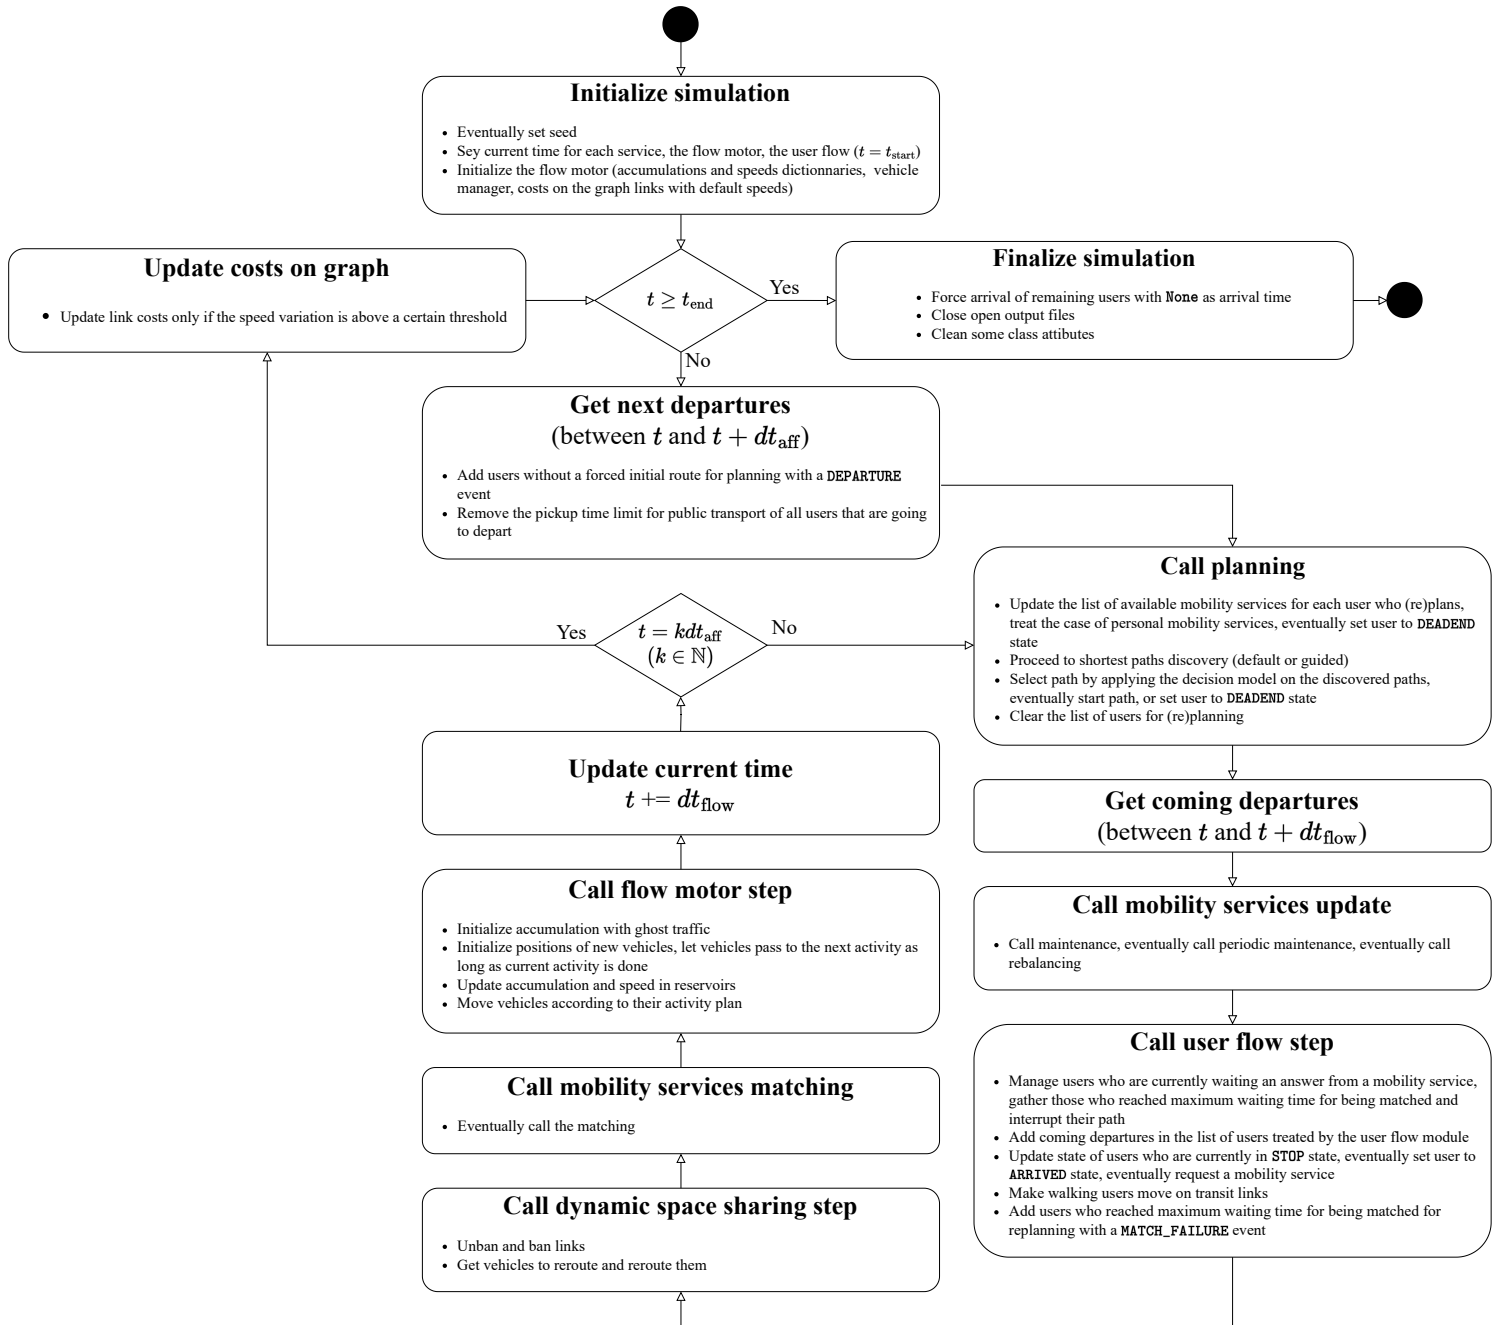 Initialize simulation
• Eventually set seed
• Sey current time for each service, the flow motor, the user flow (t = t_start)
• Initialize the flow motor (accumulations and speeds dictionnaries, vehicle
manager, costs on the graph links with default speeds)
Update costs on graph
• Update link costs only if the speed variation is above a certain threshold
t ≥ t_end
Yes
No
Finalize simulation
• Force arrival of remaining users with None as arrival time
• Close open output files
• Clean some class attibutes
Get next departures
(between t and t + dt_aff)
• Add users without a forced initial route for planning with a DEPARTURE
event
• Remove the pickup time limit for public transport of all users that are going
to depart
Call planning
• Update the list of available mobility services for each user who (re)plans,
treat the case of personal mobility services, eventually set user to DEADEND
state
• Proceed to shortest paths discovery (default or guided)
• Select path by applying the decision model on the discovered paths,
eventually start path, or set user to DEADEND state
• Clear the list of users for (re)planning
Yes
t = kdt_aff
(k ∈ ℕ)
No
Update current time
t += dt_flow
Get coming departures
(between t and t + dt_flow)
Call flow motor step
• Initialize accumulation with ghost traffic
• Initialize positions of new vehicles, let vehicles pass to the next activity as
long as current activity is done
• Update accumulation and speed in reservoirs
• Move vehicles according to their activity plan
Call mobility services update
• Call maintenance, eventually call periodic maintenance, eventually call
rebalancing
Call user flow step
• Manage users who are currently waiting an answer from a mobility service,
gather those who reached maximum waiting time for being matched and
interrupt their path
• Add coming departures in the list of users treated by the user flow module
• Update state of users who are currently in STOP state, eventually set user to
ARRIVED state, eventually request a mobility service
• Make walking users move on transit links
• Add users who reached maximum waiting time for being matched for
replanning with a MATCH_FAILURE event
Call mobility services matching
• Eventually call the matching
Call dynamic space sharing step
• Unban and ban links
• Get vehicles to reroute and reroute them